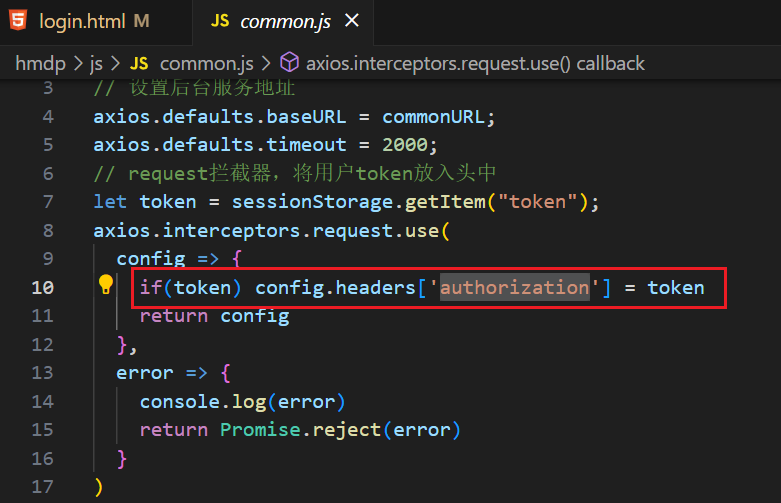 login.html M JS common.js ×
hmdp > js > JS common.js > axios.interceptors.request.use() callback
3 // 设置后台服务地址
4 axios.defaults.baseURL = commonURL;
5 axios.defaults.timeout = 2000;
6 // request拦截器，将用户token放入头中
7 let token = sessionStorage.getItem("token");
8 axios.interceptors.request.use(
9 config => {
10 if(token) config.headers['authorization'] = token
11 return config
12 },
13 error => {
14 console.log(error)
15 return Promise.reject(error)
16 }
17 )